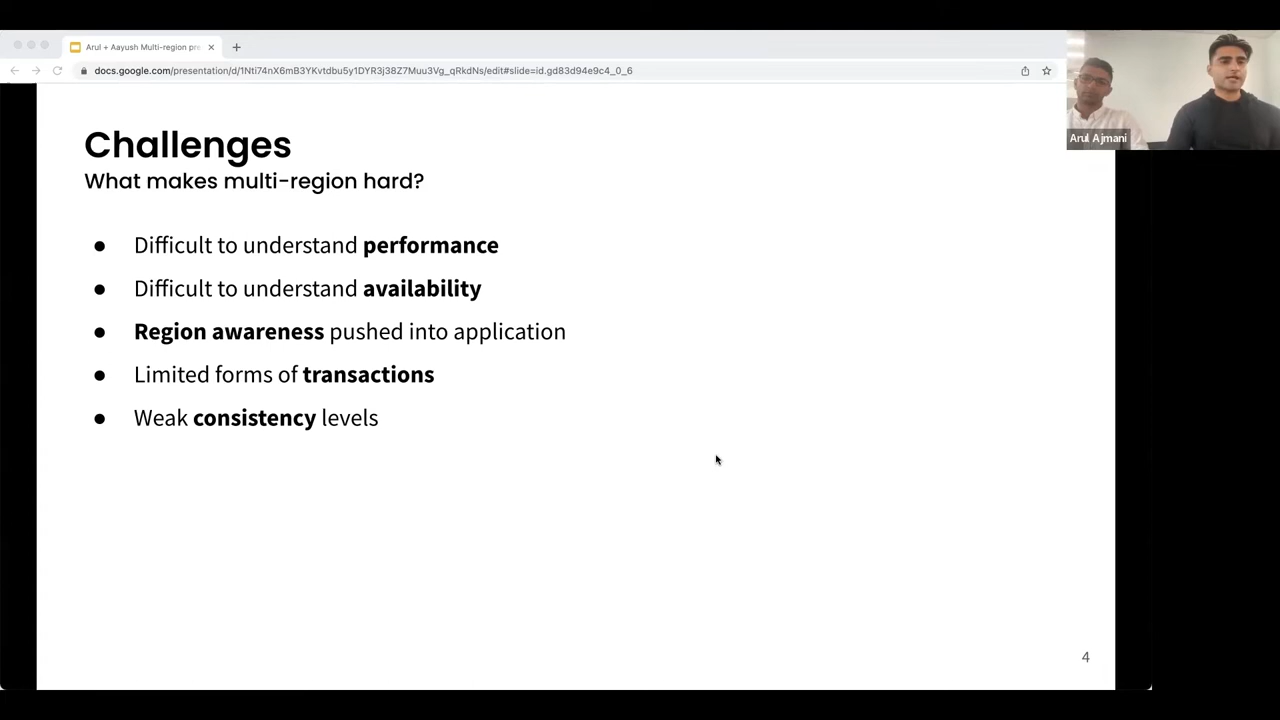 Arul + Aayush Multi-region pre
docs.google.com/presentation/d/1Nti74nX6mB3YKvtdbu5y1DYR3j38Z7Muu3Vg_qRkdNs/edit#slide=id.gd83d94e9c4_0_6
Arul Ajmani
Challenges
What makes multi-region hard?
● Difficult to understand performance
● Difficult to understand availability
● Region awareness pushed into application
● Limited forms of transactions
● Weak consistency levels
4